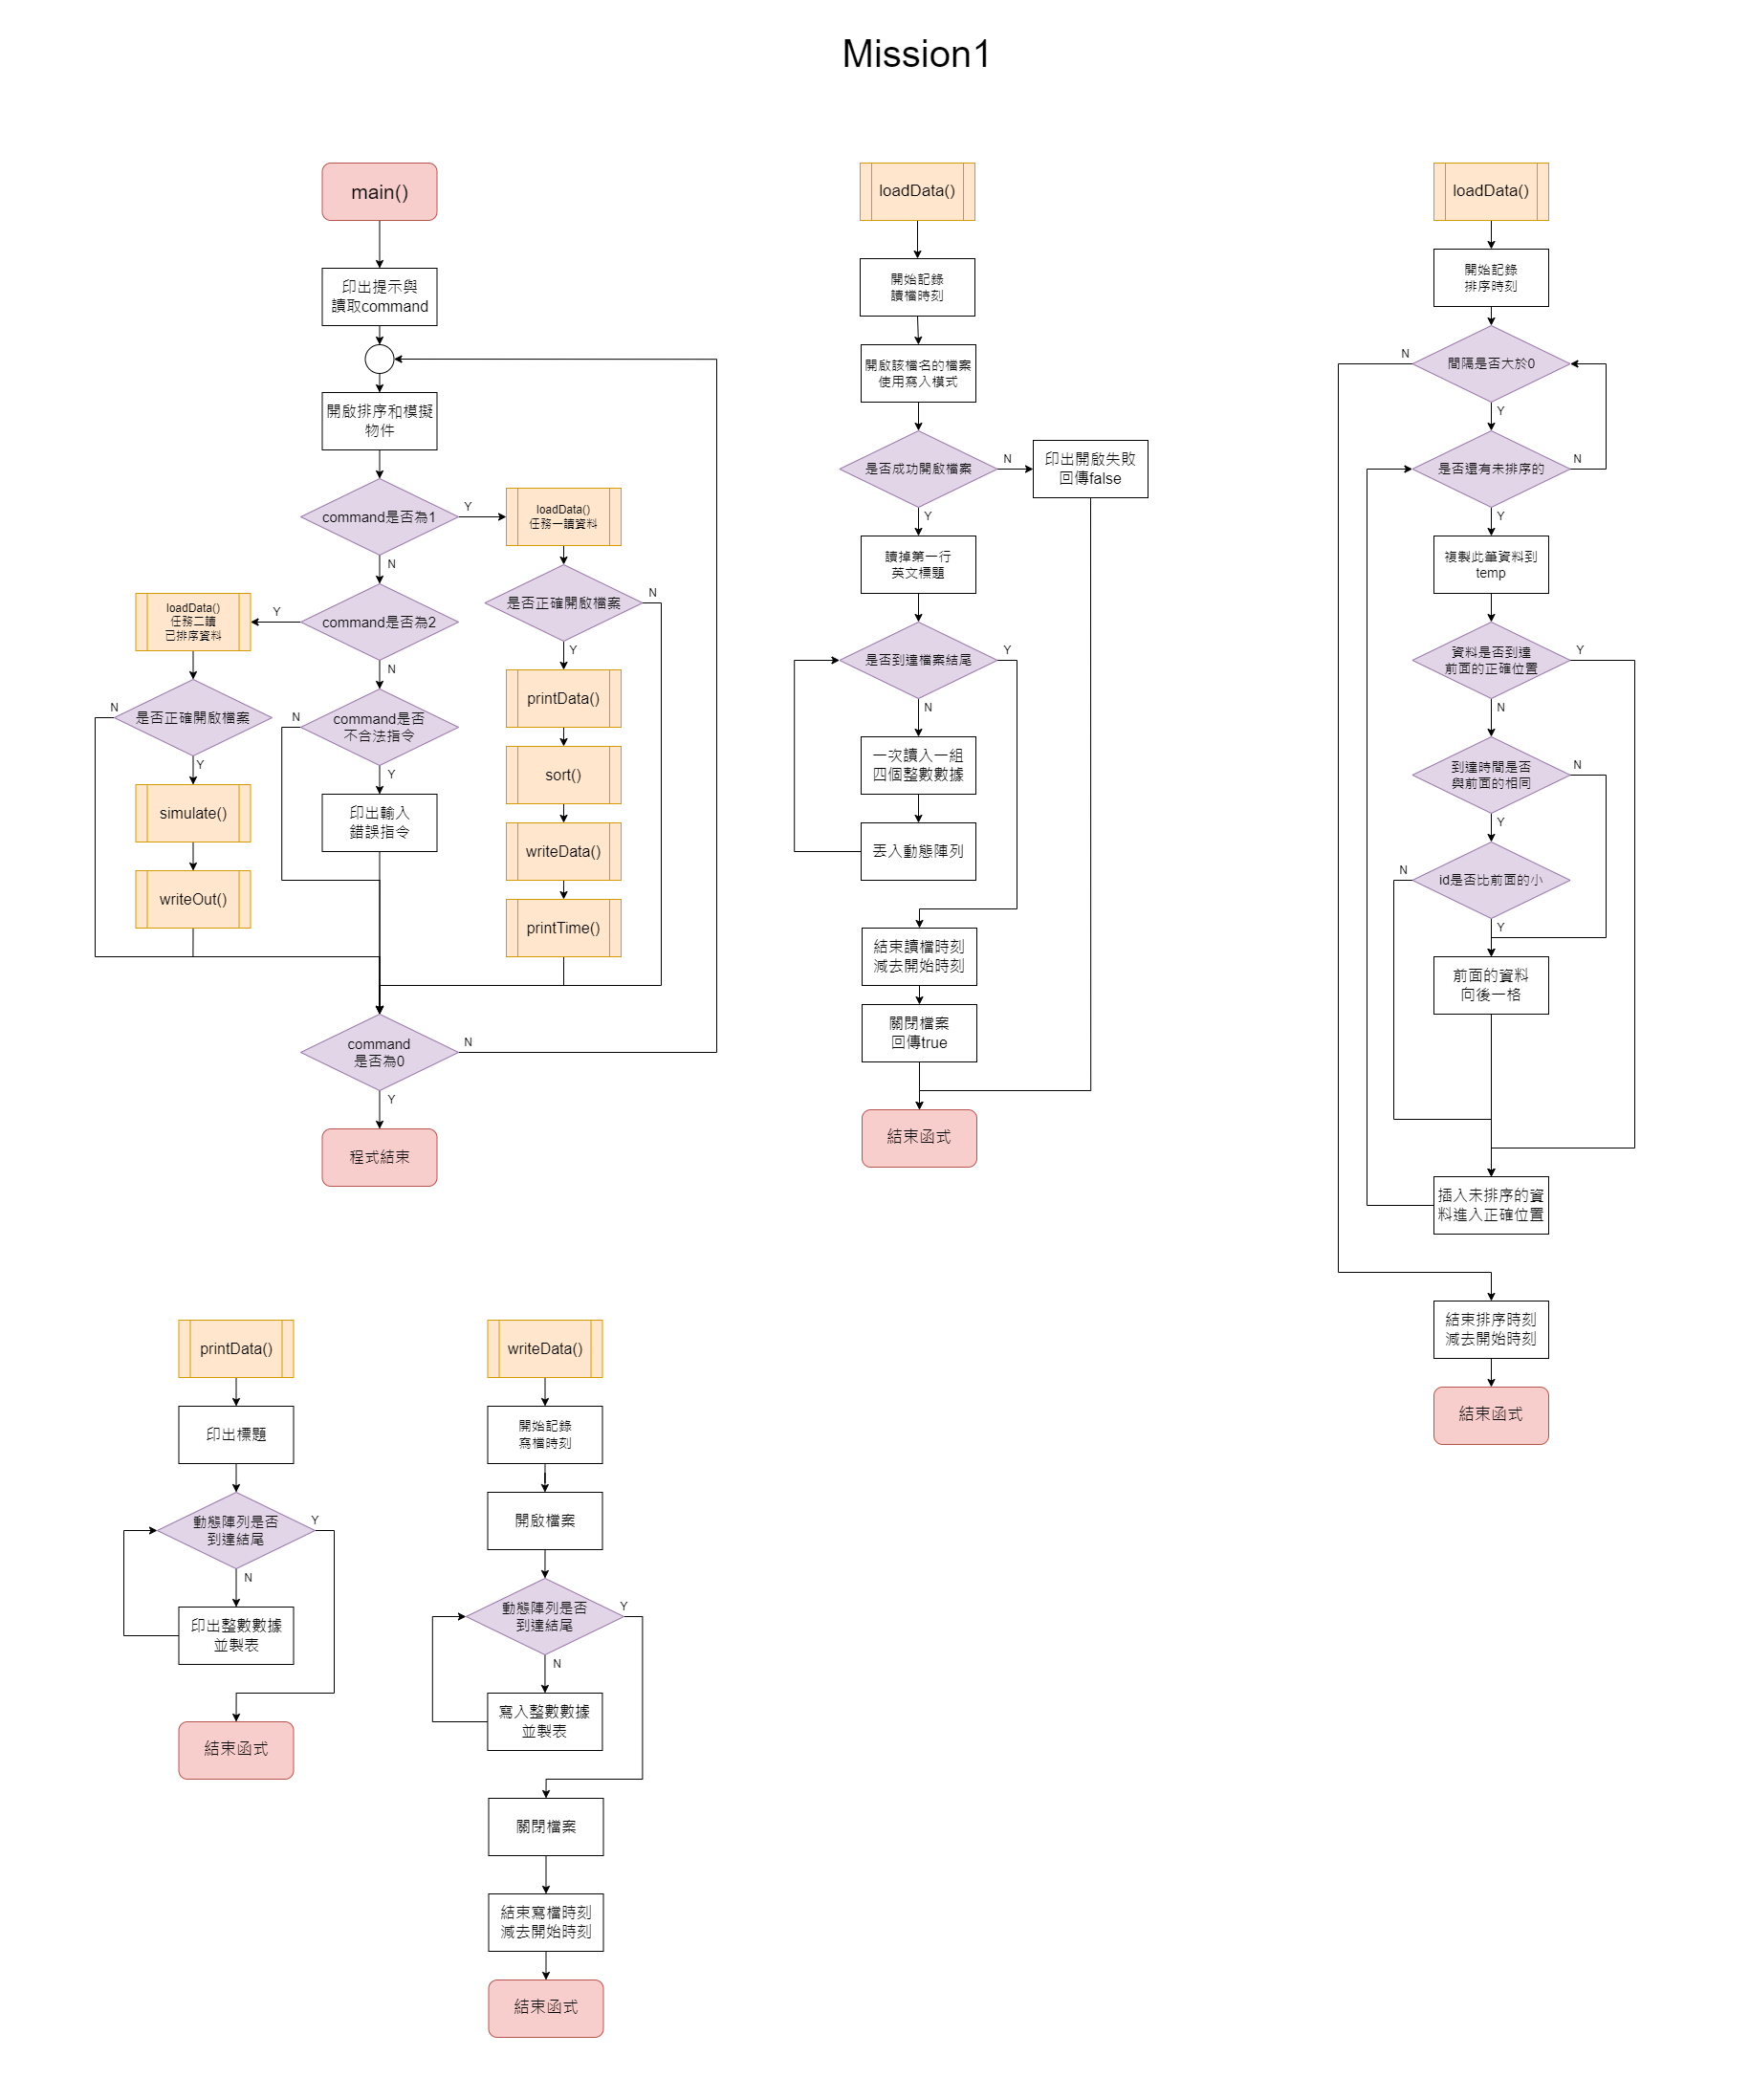 Mission1
main()
印出提示與
讀取command
開啟排序和模擬
物件
command是否為1
Y
N
loadData()
任務一讀資料
是否正確開啟檔案
N
Y
printData()
sort()
writeData()
printTime()
command是否為2
Y
N
loadData()
任務二讀
已排序資料
是否正確開啟檔案
N
Y
simulate()
writeOut()
command是否
不合法指令
N
Y
印出輸入
錯誤指令
command
是否為0
N
Y
程式結束
loadData()
開始記錄
讀檔時刻
開啟該檔名的檔案
使用寫入模式
是否成功開啟檔案
N
Y
印出開啟失敗
回傳false
讀掉第一行
英文標題
是否到達檔案結尾
Y
N
一次讀入一組
四個整數數據
丟入動態陣列
結束讀檔時刻
減去開始時刻
關閉檔案
回傳true
結束函式
loadData()
開始記錄
排序時刻
間隔是否大於0
N
Y
是否還有未排序的
N
Y
複製此筆資料到
temp
資料是否到達
前面的正確位置
Y
N
到達時間是否
與前面的相同
N
Y
id是否比前面的小
N
Y
前面的資料
向後一格
插入未排序的資
料進入正確位置
結束排序時刻
減去開始時刻
結束函式
printData()
印出標題
動態陣列是否
到達結尾
Y
N
印出整數數據
並製表
結束函式
writeData()
開始記錄
寫檔時刻
開啟檔案
動態陣列是否
到達結尾
Y
N
寫入整數數據
並製表
關閉檔案
結束寫檔時刻
減去開始時刻
結束函式